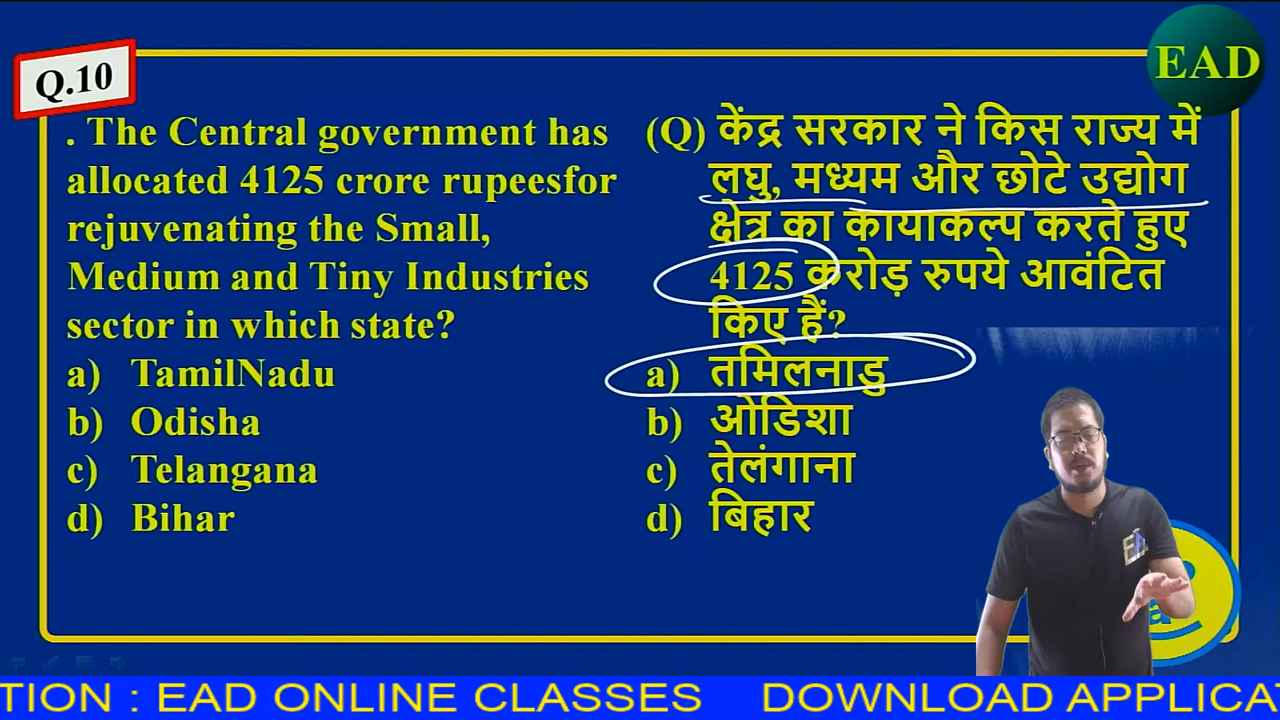 Q.10
EAD
. The Central government has
allocated 4125 crore rupeesfor
rejuvenating the Small,
Medium and Tiny Industries
sector in which state?
a) TamilNadu
b) Odisha
c) Telangana
d) Bihar
(Q) केंद्र सरकार ने किस राज्य में
लघु, मध्यम और छोटे उद्योग
क्षेत्र का कायाकल्प करते हुए
4125 करोड़ रुपये आवंटित
किए हैं?
a) तमिलनाडु
b) ओडिशा
c) तेलंगाना
d) बिहार
TION : EAD ONLINE CLASSES DOWNLOAD APPLICA